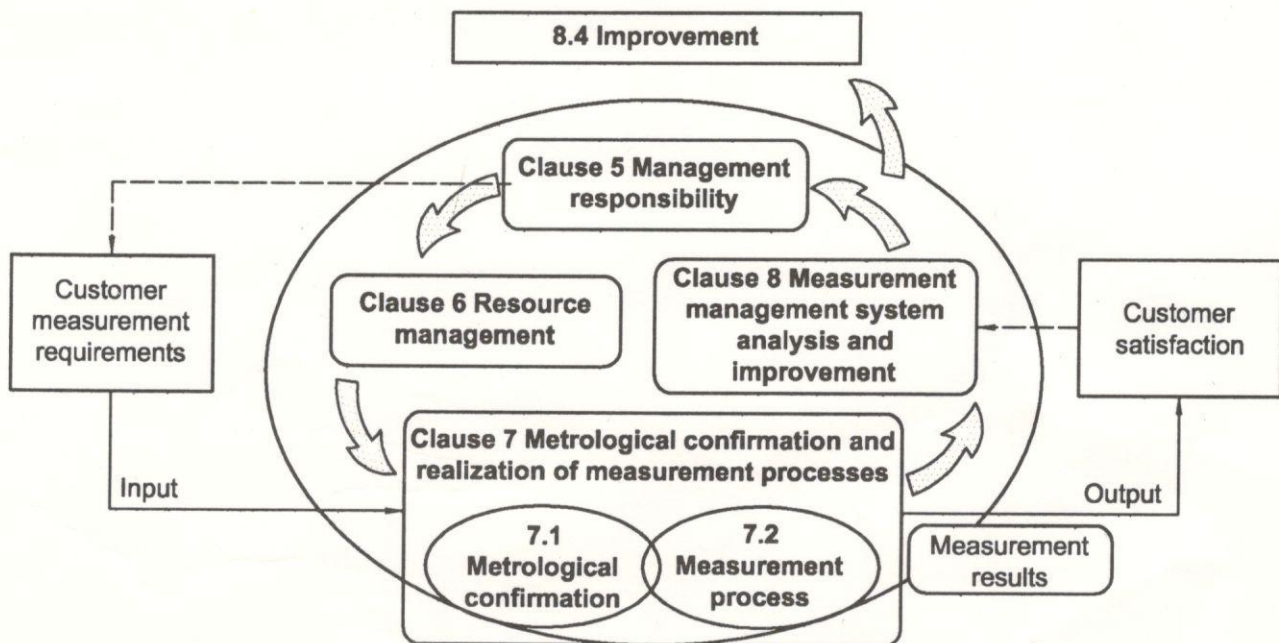 8.4 Improvement
Clause 5 Management
responsibility
Customer
measurement
requirements
Clause 6 Resource
management
Clause 8 Measurement
management system
analysis and
improvement
Customer
satisfaction
Clause 7 Metrological confirmation and
realization of measurement processes
Input
Output
7.1
Metrological
confirmation
7.2
Measurement
process
Measurement
results